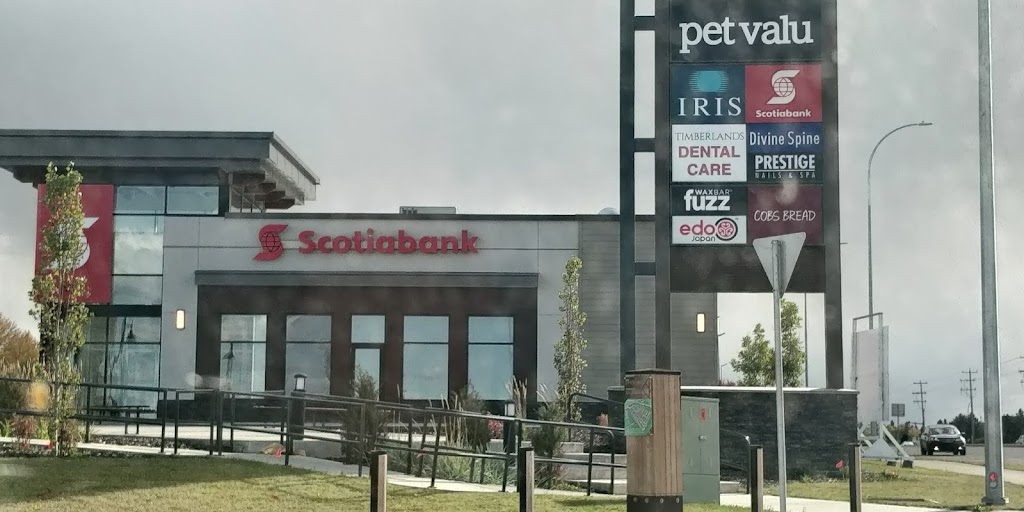 pet valu
IRIS
Scotiabank
TIMBERLANDS
DENTAL
CARE
Divine Spine
PRESTIGE
NAILS & SPA
WAXBAR
fuzz
edo
japan
COBS BREAD
Scotiabank